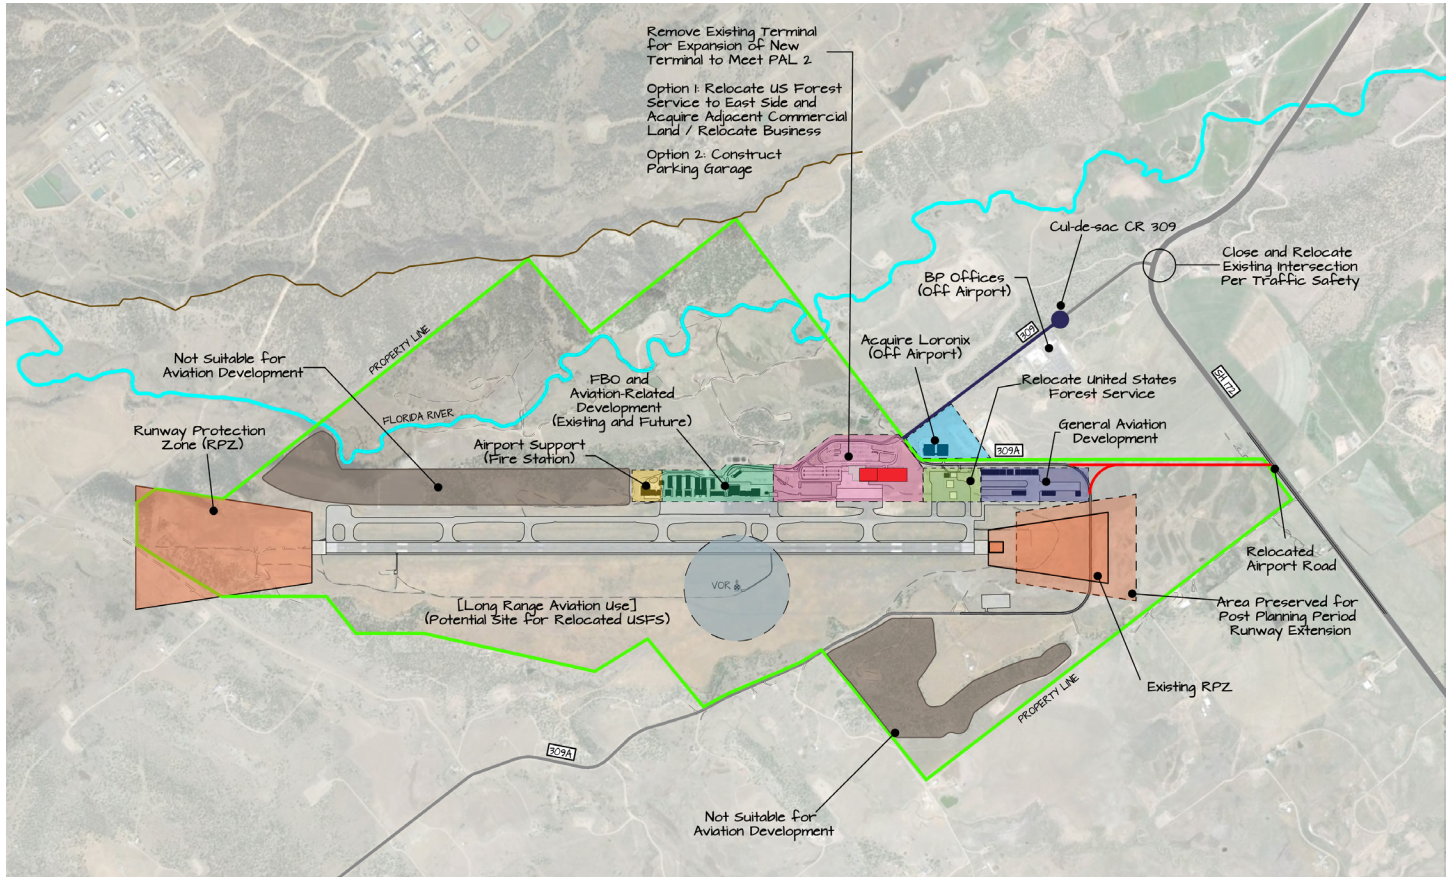 Remove Existing Terminal
for Expansion of New
Terminal to Meet PAL 2
Option 1: Relocate US Forest
Service to East Side and
Acquire Adjacent Commercial
Land / Relocate Business
Option 2: Construct
Parking Garage
Cul-de-sac CR 309
Close and Relocate
Existing Intersection
Per Traffic Safety
BP Offices
(Off Airport)
309
PROPERTY LINE
Acquire Loronix
(Off Airport)
Not Suitable for
Aviation Development
FBO and
Aviation-Related
Development
(Existing and Future)
Relocate United States
Forest Service
SH 172
FLORIDA RIVER
Runway Protection
Zone (RPZ)
Airport Support
(Fire Station)
General Aviation
Development
309A
Relocated
Airport Road
VOR
[Long Range Aviation Use]
(Potential Site for Relocated USFS)
Area Preserved for
Post Planning Period
Runway Extension
Existing RPZ
PROPERTY LINE
309A
Not Suitable for
Aviation Development